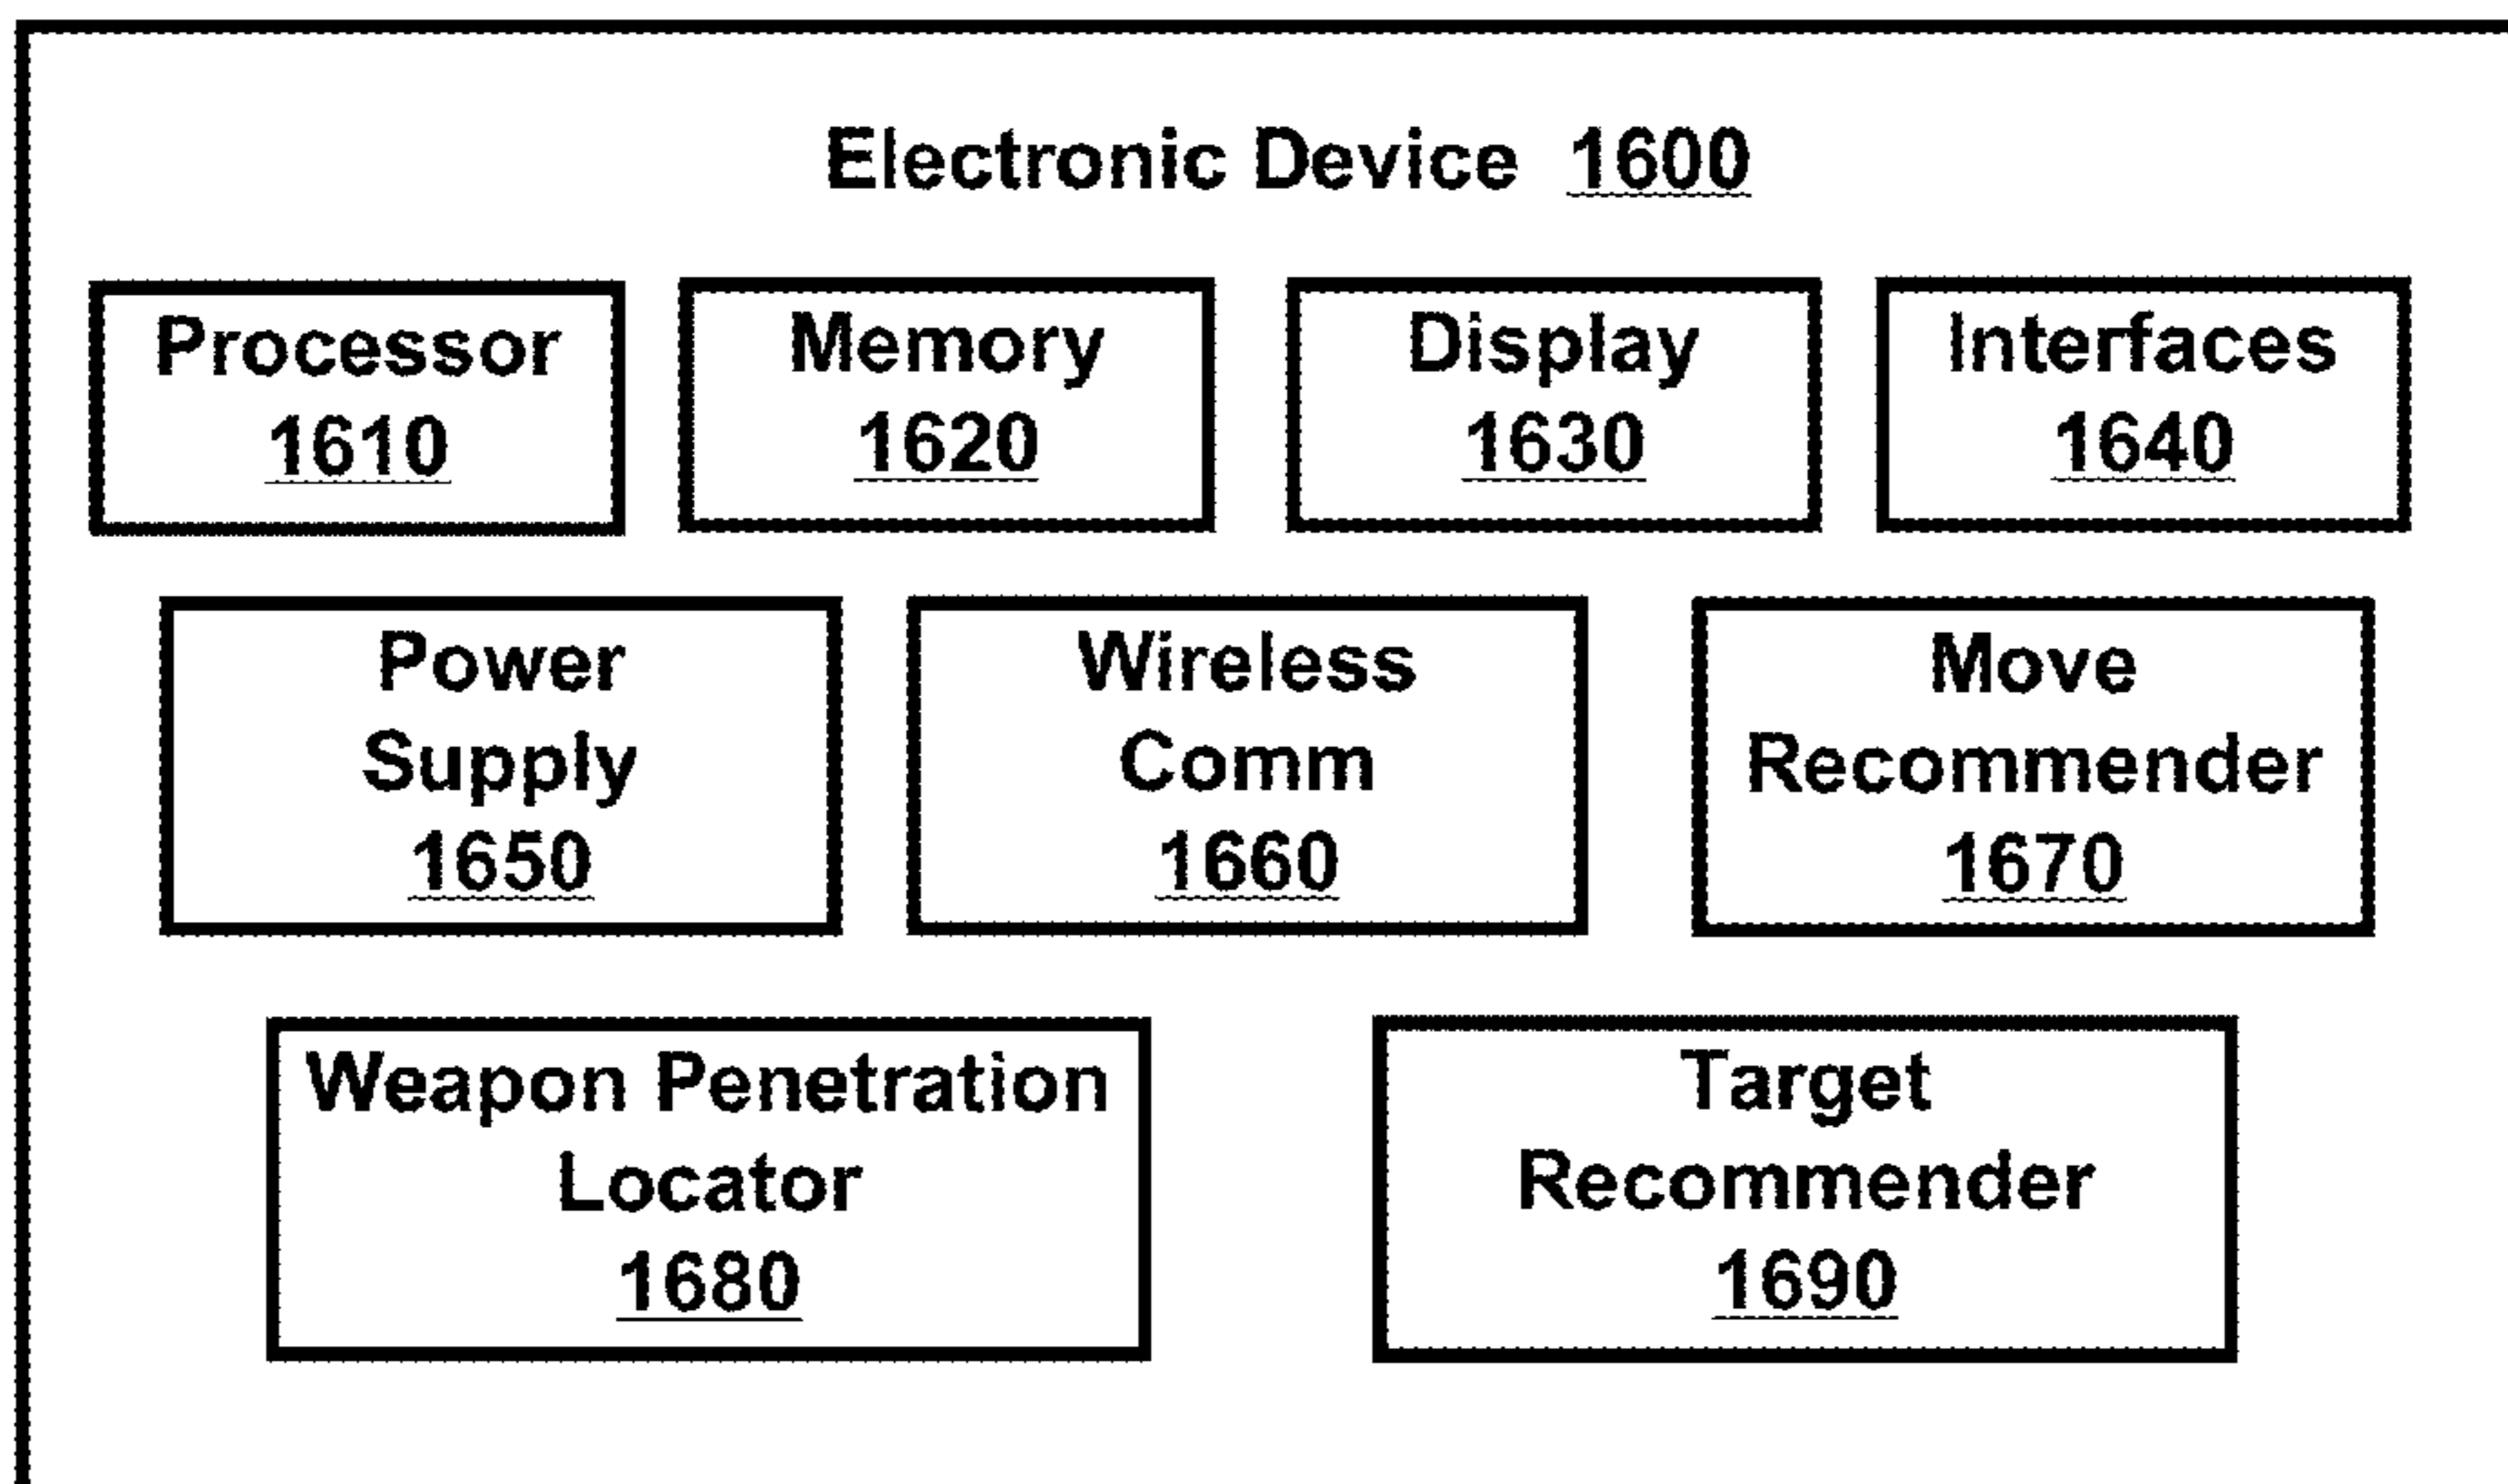 Electronic Device 1600
Processor
1610
Memory
1620
Display
1630
Interfaces
1640
Power
Supply
1650
Wireless
Comm
1660
Move
Recommender
1670
Weapon Penetration
Locator
1680
Target
Recommender
1690